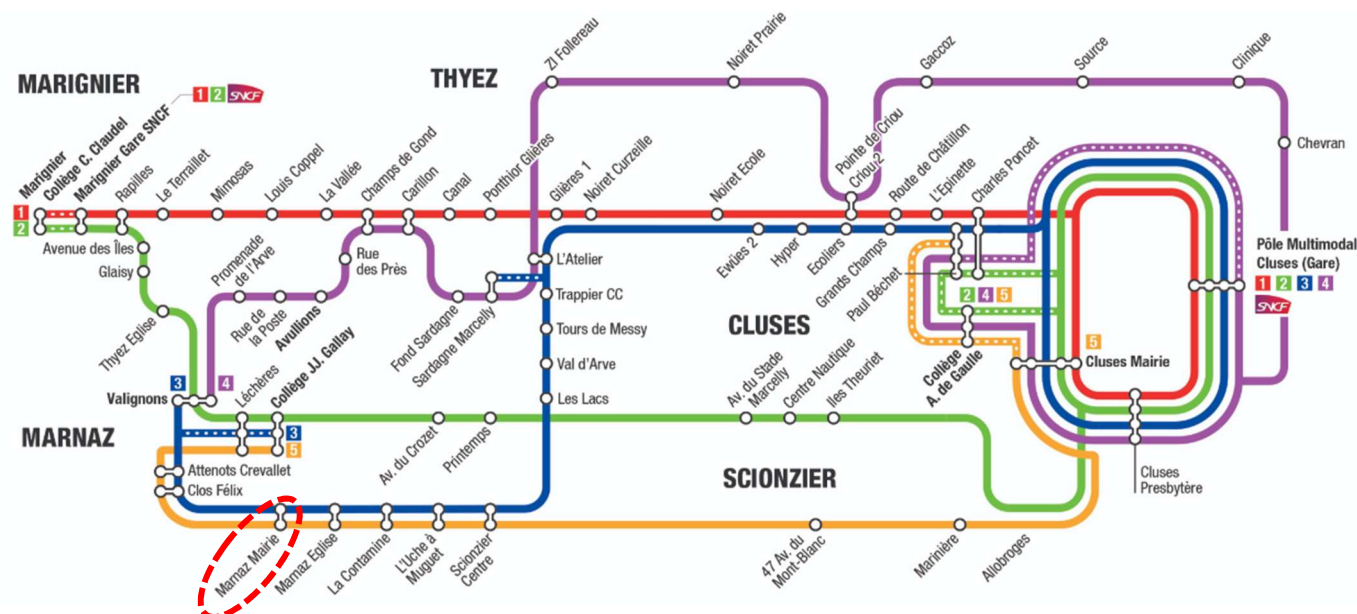 MARIGNIER
1 2 SNCF
THYEZ
ZI Follereau
Noiret Prairie
Gaccoz
Source
Clinique
Chevran
Marignier
Collège C. Claudel
Marignier Gare SNCF
Rapilles
Le Terraillet
Mimosas
Louis Coppel
La Vallée
Champs de Gond
Carillon
Canal
Ponthior Glières
Glières 1
Noiret Curzeille
Noiret Ecole
Pointe de Criou
Criou 2
Route de Châtillon
L'Epinette
Charles Poncet
1
2
Avenue des Îles
Glaisy
Thyez Eglise
Promenade
de l'Arve
Rue de
la Poste
Avullions
Rue
des Près
Fond Sardagne
Sardagne Marcelly
L'Atelier
Trappier CC
Tours de Messy
Val d'Arve
Les Lacs
Ewües 2
Hyper
Ecoliers
Grands Champs
Paul Béchet
CLUSES
2 4 5
Collège
A. de Gaulle
5
Cluses Mairie
Pôle Multimodal
Cluses (Gare)
1 2 3 4
SNCF
3
4
Valignons
Léchères
Collège JJ. Gallay
3
5
MARNAZ
Attenots Crevallet
Clos Félix
Av. du Crozet
Printemps
Av. du Stade
Marcelly
Centre Nautique
Iles Theuriet
SCIONZIER
Cluses
Presbytère
Marnaz Mairie
Marnaz Eglise
La Contamine
L'Uche à
Muguet
Scionzier
Centre
47 Av. du
Mont-Blanc
Marinière
Allobroges